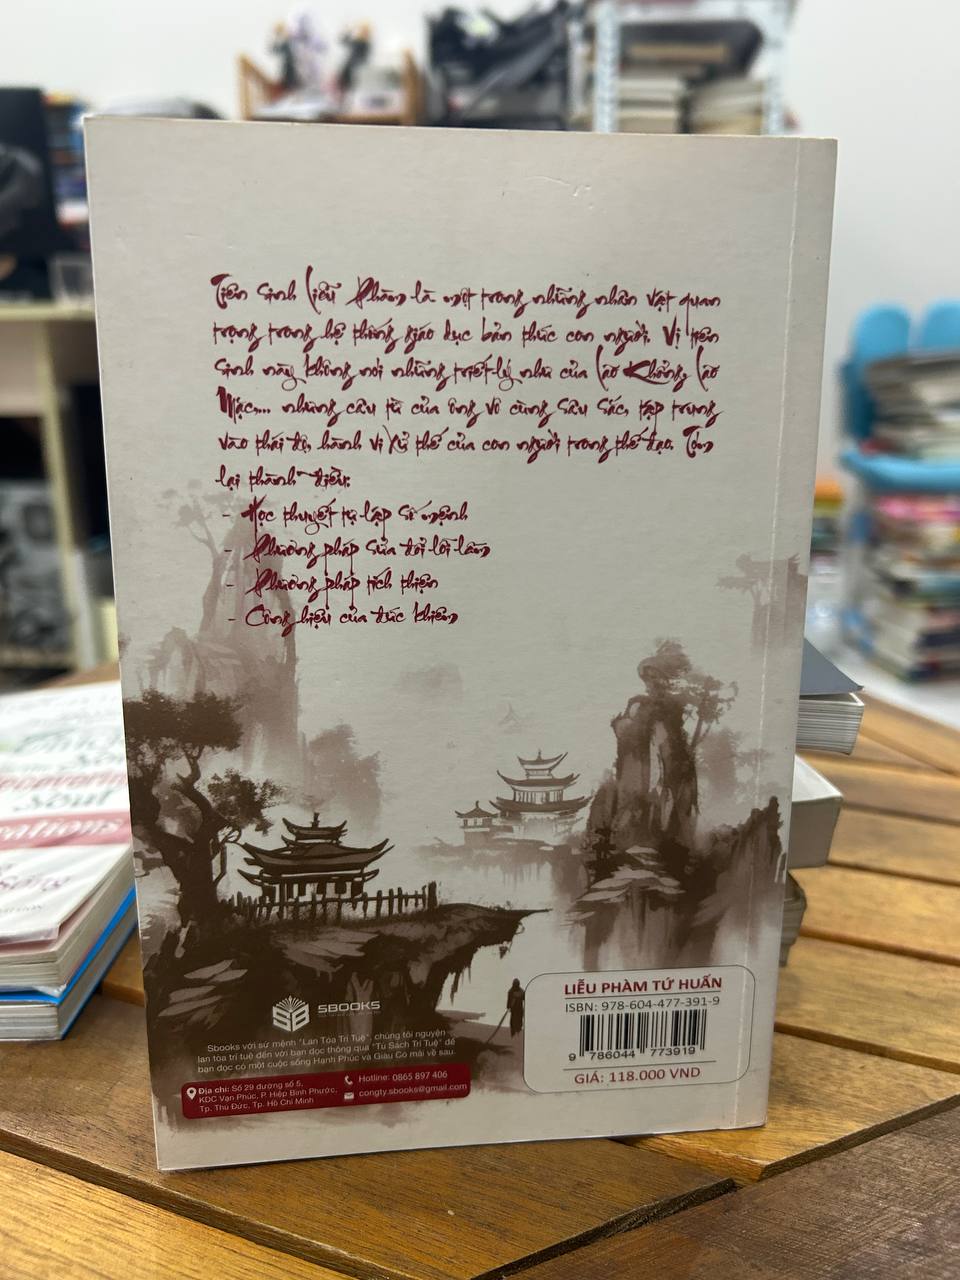 Tiên sinh Liễu Phàm là một trong những nhân vật quan
trọng trong hệ thống giáo dục bản thức con người. Vị tiên
sinh này không nói những triết lý như của Lão Khổng, Lão
Mặc,... nhưng câu từ của ông vô cùng sâu sắc, tập trung
vào thái độ, hành vi xử thế của con người trong thế đạo. Tóm
lại thành điều:
- Học thuyết tự lập số mệnh
- Phương pháp sửa đổi lỗi lầm
- Phương pháp tích thiện
- Công hiệu của đức khiêm
SB
SBOOKS
Sbooks với sứ mệnh "Lan Tỏa Trí Tuệ", chúng tôi nguyện
lan tỏa trí tuệ đến với bạn đọc thông qua "Tủ Sách Trí Tuệ" để
bạn đọc có một cuộc sống Hạnh Phúc và Giàu Có mãi về sau.
Địa chỉ: Số 29 đường số 5,
KDC Vạn Phúc, P. Hiệp Bình Phước,
Tp. Thủ Đức, Tp. Hồ Chí Minh
Hotline: 0865 897 406
congty.sbooks@gmail.com
LIỄU PHÀM TỨ HUẤN
ISBN: 978-604-477-391-9
9 786044 773919
GIÁ: 118.000 VND